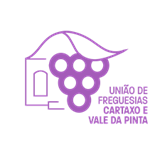 UNIÃO DE
FREGUESIAS
CARTAXO E
VALE DA PINTA